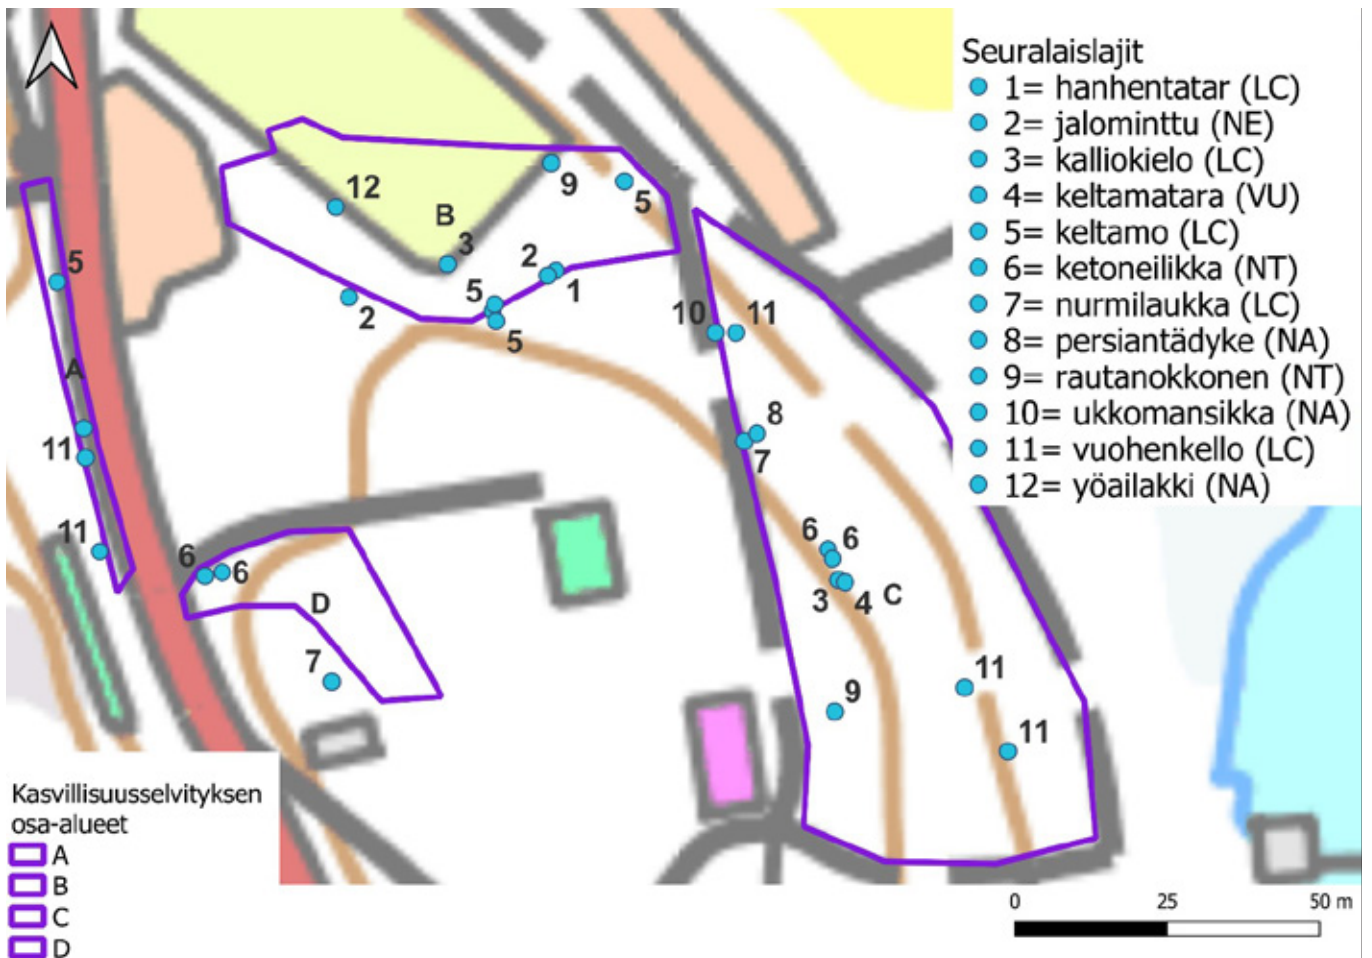 Seuralaislajit
1= hanhentatar (LC)
2= jalominttu (NE)
3= kalliokielo (LC)
4= keltamatara (VU)
5= keltamo (LC)
6= ketoneilikka (NT)
7= nurmilaukka (LC)
8= persiantädyke (NA)
9= rautanokkonen (NT)
10= ukkomansikka (NA)
11= vuohenkello (LC)
12= yöailakki (NA)
12
9
5
B
3
2
1
5
5
2
5
A
11
11
10
11
8
7
6
6
3
4
C
6
6
D
7
9
11
11
Kasvillisuusselvityksen
osa-alueet
A
B
C
D
0 25 50 m